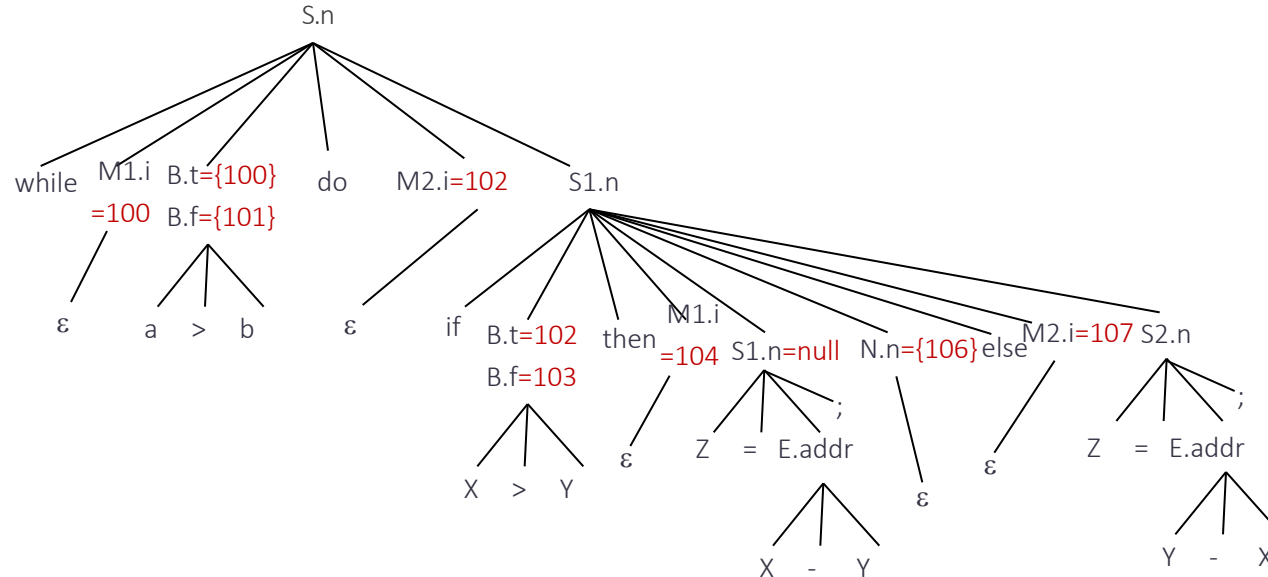 S.n
while M1.i B.t={100} do M2.i=102 S1.n
=100 B.f={101}
ε a > b ε if B.t=102 then M1.i S1.n=null N.n={106} else M2.i=107 S2.n
B.f=103 =104
X > Y ε Z = E.addr ; ε ε Z = E.addr ;
X - Y Y - X